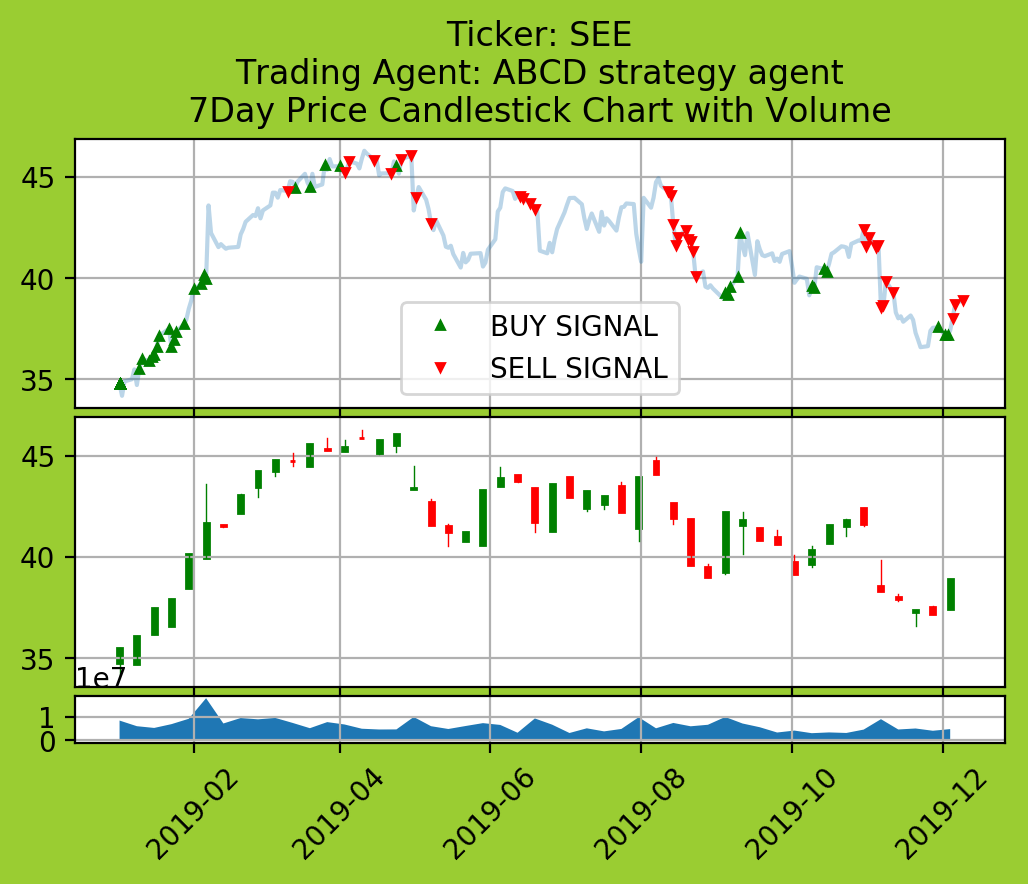 Ticker: SEE
Trading Agent: ABCD strategy agent
7Day Price Candlestick Chart with Volume
45
40
35
BUY SIGNAL
SELL SIGNAL
45
40
35
1e7
1
0
2019-02
2019-04
2019-06
2019-08
2019-10
2019-12